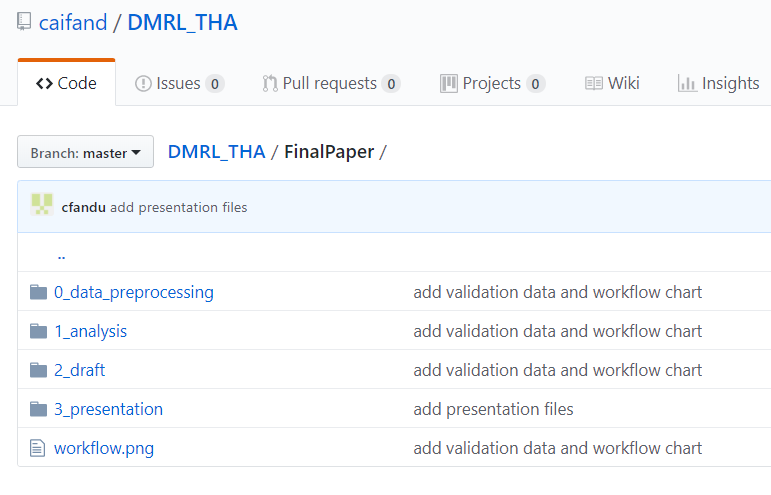 caifand / DMRL_THA
Code Issues 0 Pull requests 0 Projects 0 Wiki Insights
Branch: master DMRL_THA / FinalPaper /
cfandu add presentation files
..
0_data_preprocessing add validation data and workflow chart
1_analysis add validation data and workflow chart
2_draft add validation data and workflow chart
3_presentation add presentation files
workflow.png add validation data and workflow chart